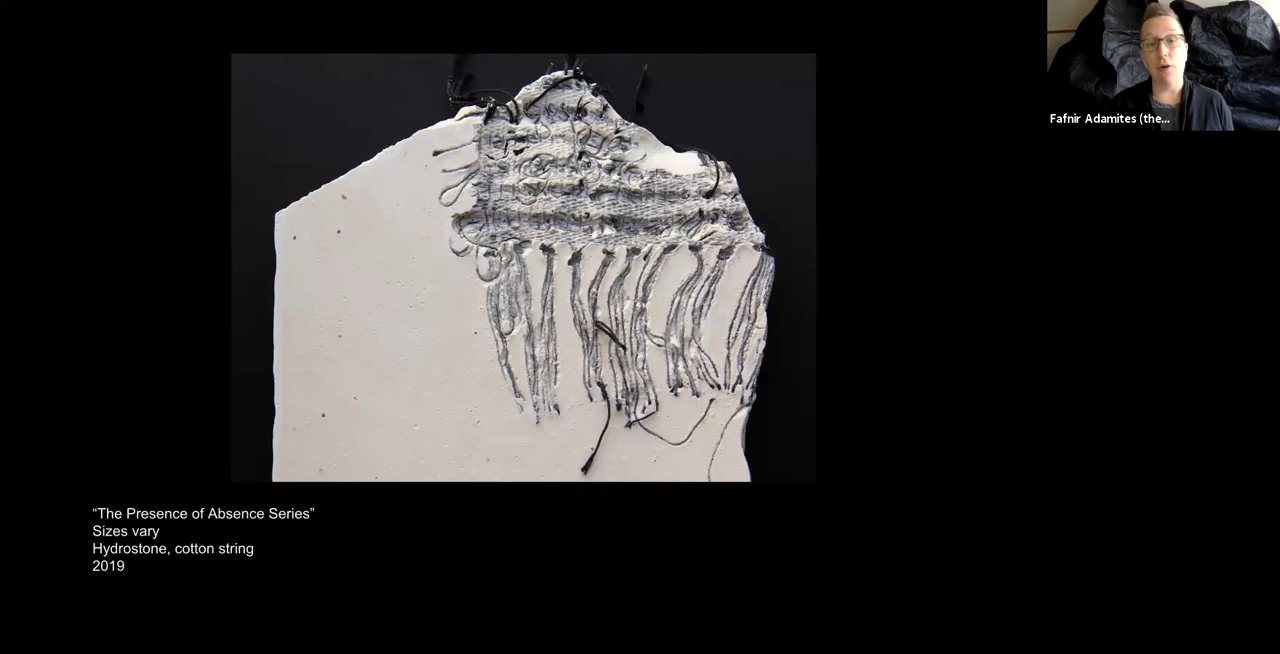 Fafnir Adamites (the...
“The Presence of Absence Series”
Sizes vary
Hydrostone, cotton string
2019